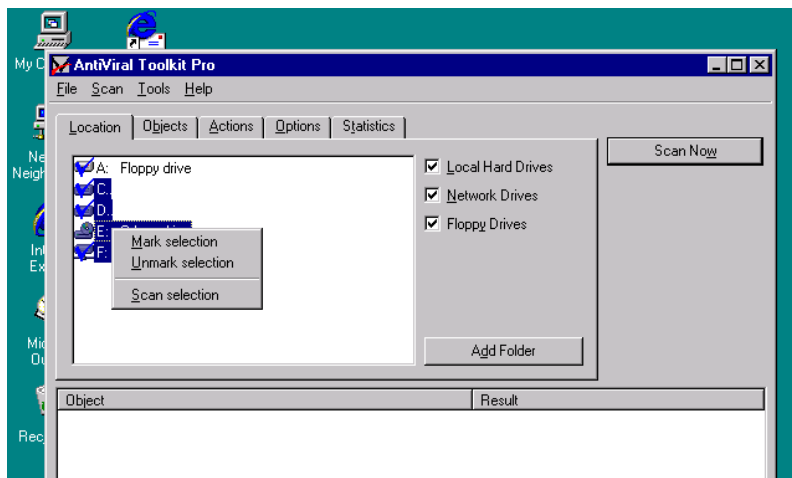 My C
AntiViral Toolkit Pro
File Scan Tools Help
Location Objects Actions Options Statistics
Ne
Neigh
A: Floppy drive
C:
D:
E:
F:
Mark selection
Unmark selection
Scan selection
Local Hard Drives
Network Drives
Floppy Drives
Add Folder
Scan Now
Int
Ex
Mic
Ou
Rec
Object Result